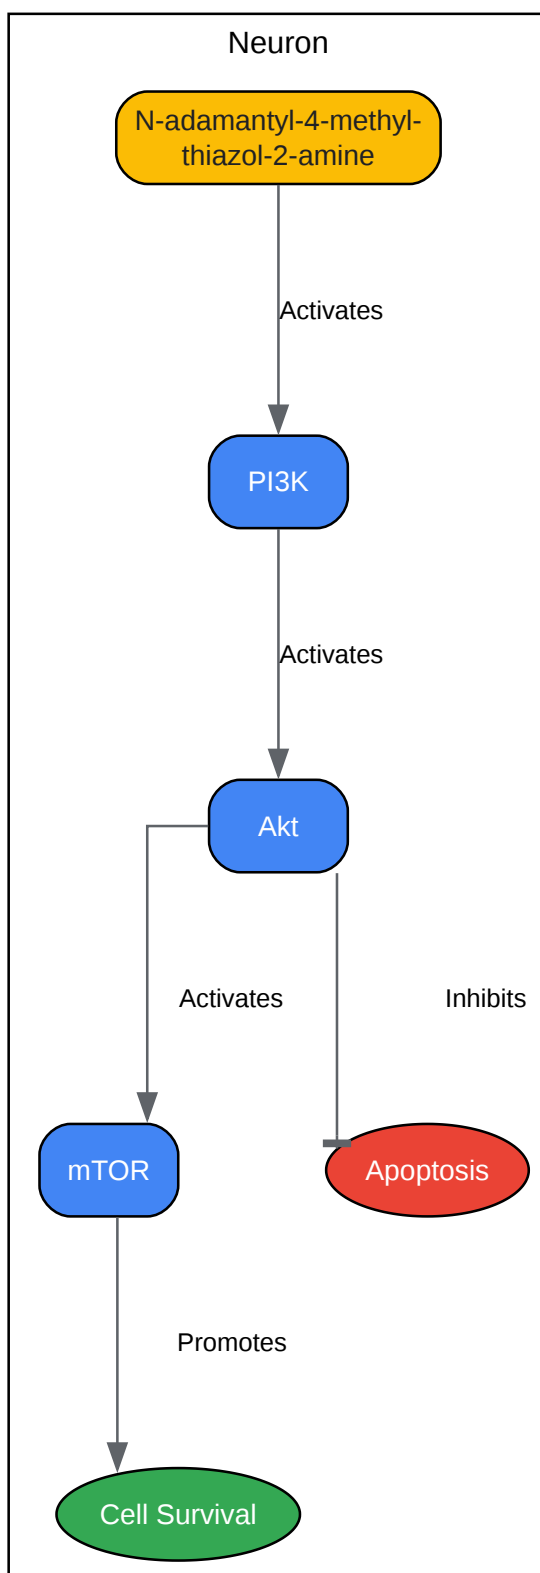 Neuron
N-adamantyl-4-methyl-
thiazol-2-amine
Activates
PI3K
Activates
Akt
Activates
Inhibits
mTOR
Apoptosis
Promotes
Cell Survival